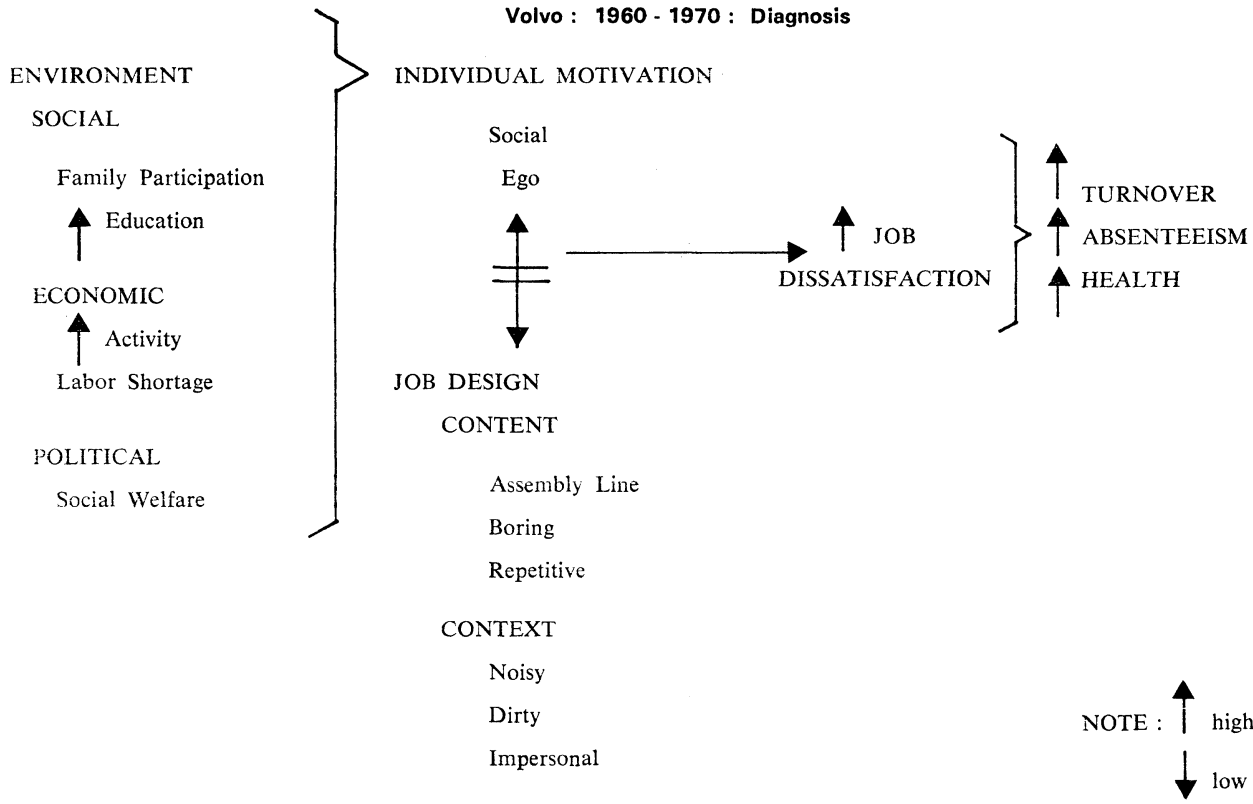 Volvo : 1960 - 1970 : Diagnosis
ENVIRONMENT
SOCIAL
Family Participation
Education
ECONOMIC
Activity
Labor Shortage
POLITICAL
Social Welfare
INDIVIDUAL MOTIVATION
Social
Ego
JOB DESIGN
CONTENT
Assembly Line
Boring
Repetitive
CONTEXT
Noisy
Dirty
Impersonal
JOB
DISSATISFACTION
TURNOVER
ABSENTEEISM
HEALTH
NOTE : high
low